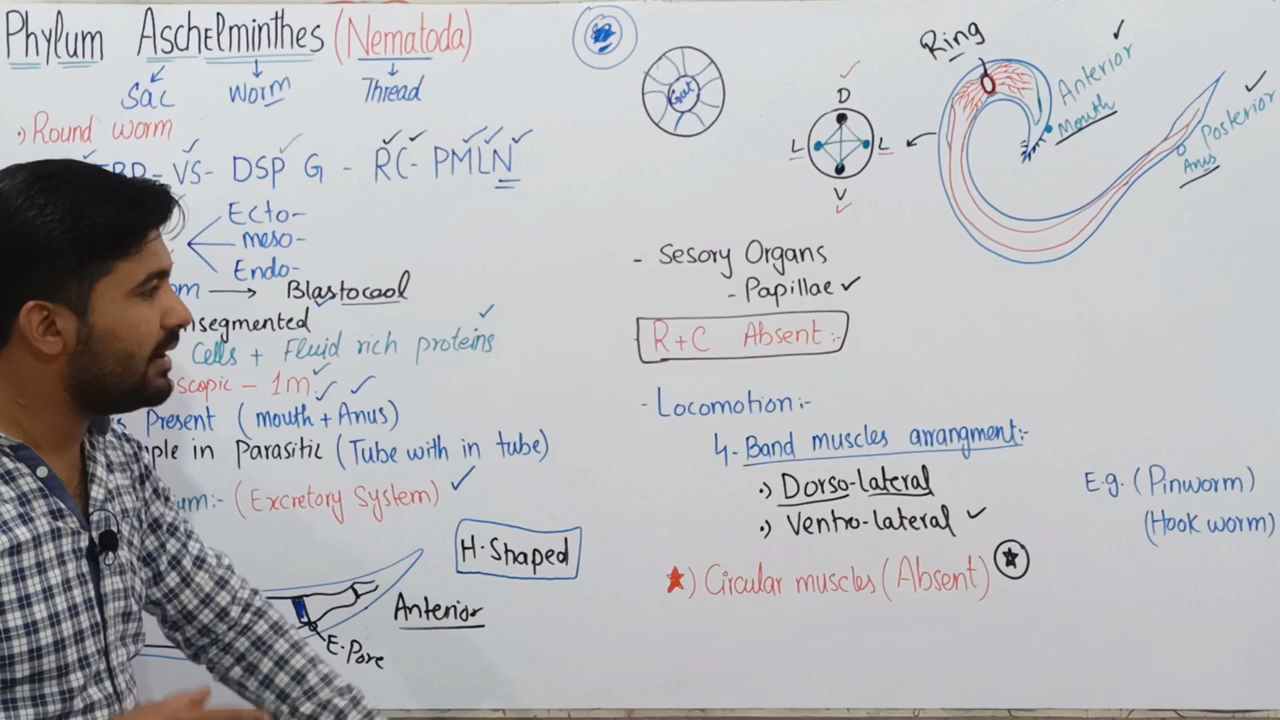 Phylum Aschelminthes (Nematoda)
Sac Worm Thread
·) Round worm
VS- DSP G - RC- PMLN
Ecto-
meso-
Endo-
Blastocoal
Cells + Fluid rich proteins
scopic - 1m
Present (mouth + Anus)
in Parasitic (Tube with in tube)
(Excretory System)
H-Shaped
Anterior
E-Pore
Gut
D
L L
V
Ring
Anterior
Mouth
Posterior
Anus
- Sesory Organs
- Papillae
R+C Absent:-
- Locomotion:-
4-Band muscles arrangment:-
·) Dorso-lateral
·) Ventro-lateral
) Circular muscles (Absent)
E.g. (Pinworm)
(Hook worm)